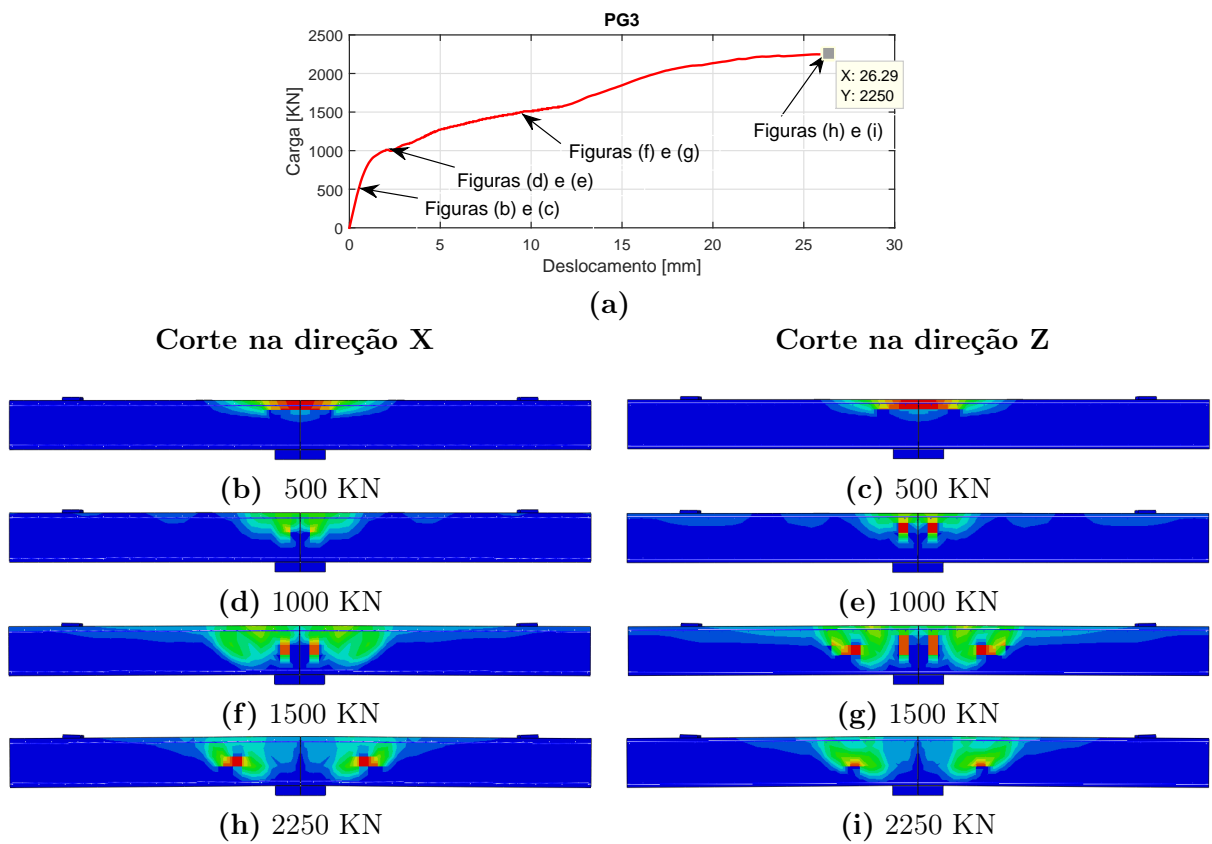 PG3
2500
2000
1500
1000
500
0
Carga [KN]
X: 26.29
Y: 2250
Figuras (h) e (i)
Figuras (f) e (g)
Figuras (d) e (e)
Figuras (b) e (c)
0 5 10 15 20 25 30
Deslocamento [mm]
(a)
Corte na direção X
Corte na direção Z
(b) 500 KN
(c) 500 KN
(d) 1000 KN
(e) 1000 KN
(f) 1500 KN
(g) 1500 KN
(h) 2250 KN
(i) 2250 KN